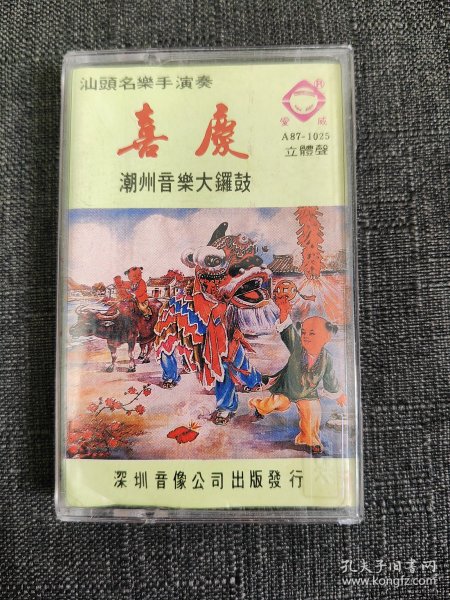 汕頭名樂手演奏
喜慶
潮州音樂大鑼鼓
R
愛威
A87-1025
立體聲
深圳音像公司出版發行
孔夫子旧书网
www.kongfz.com